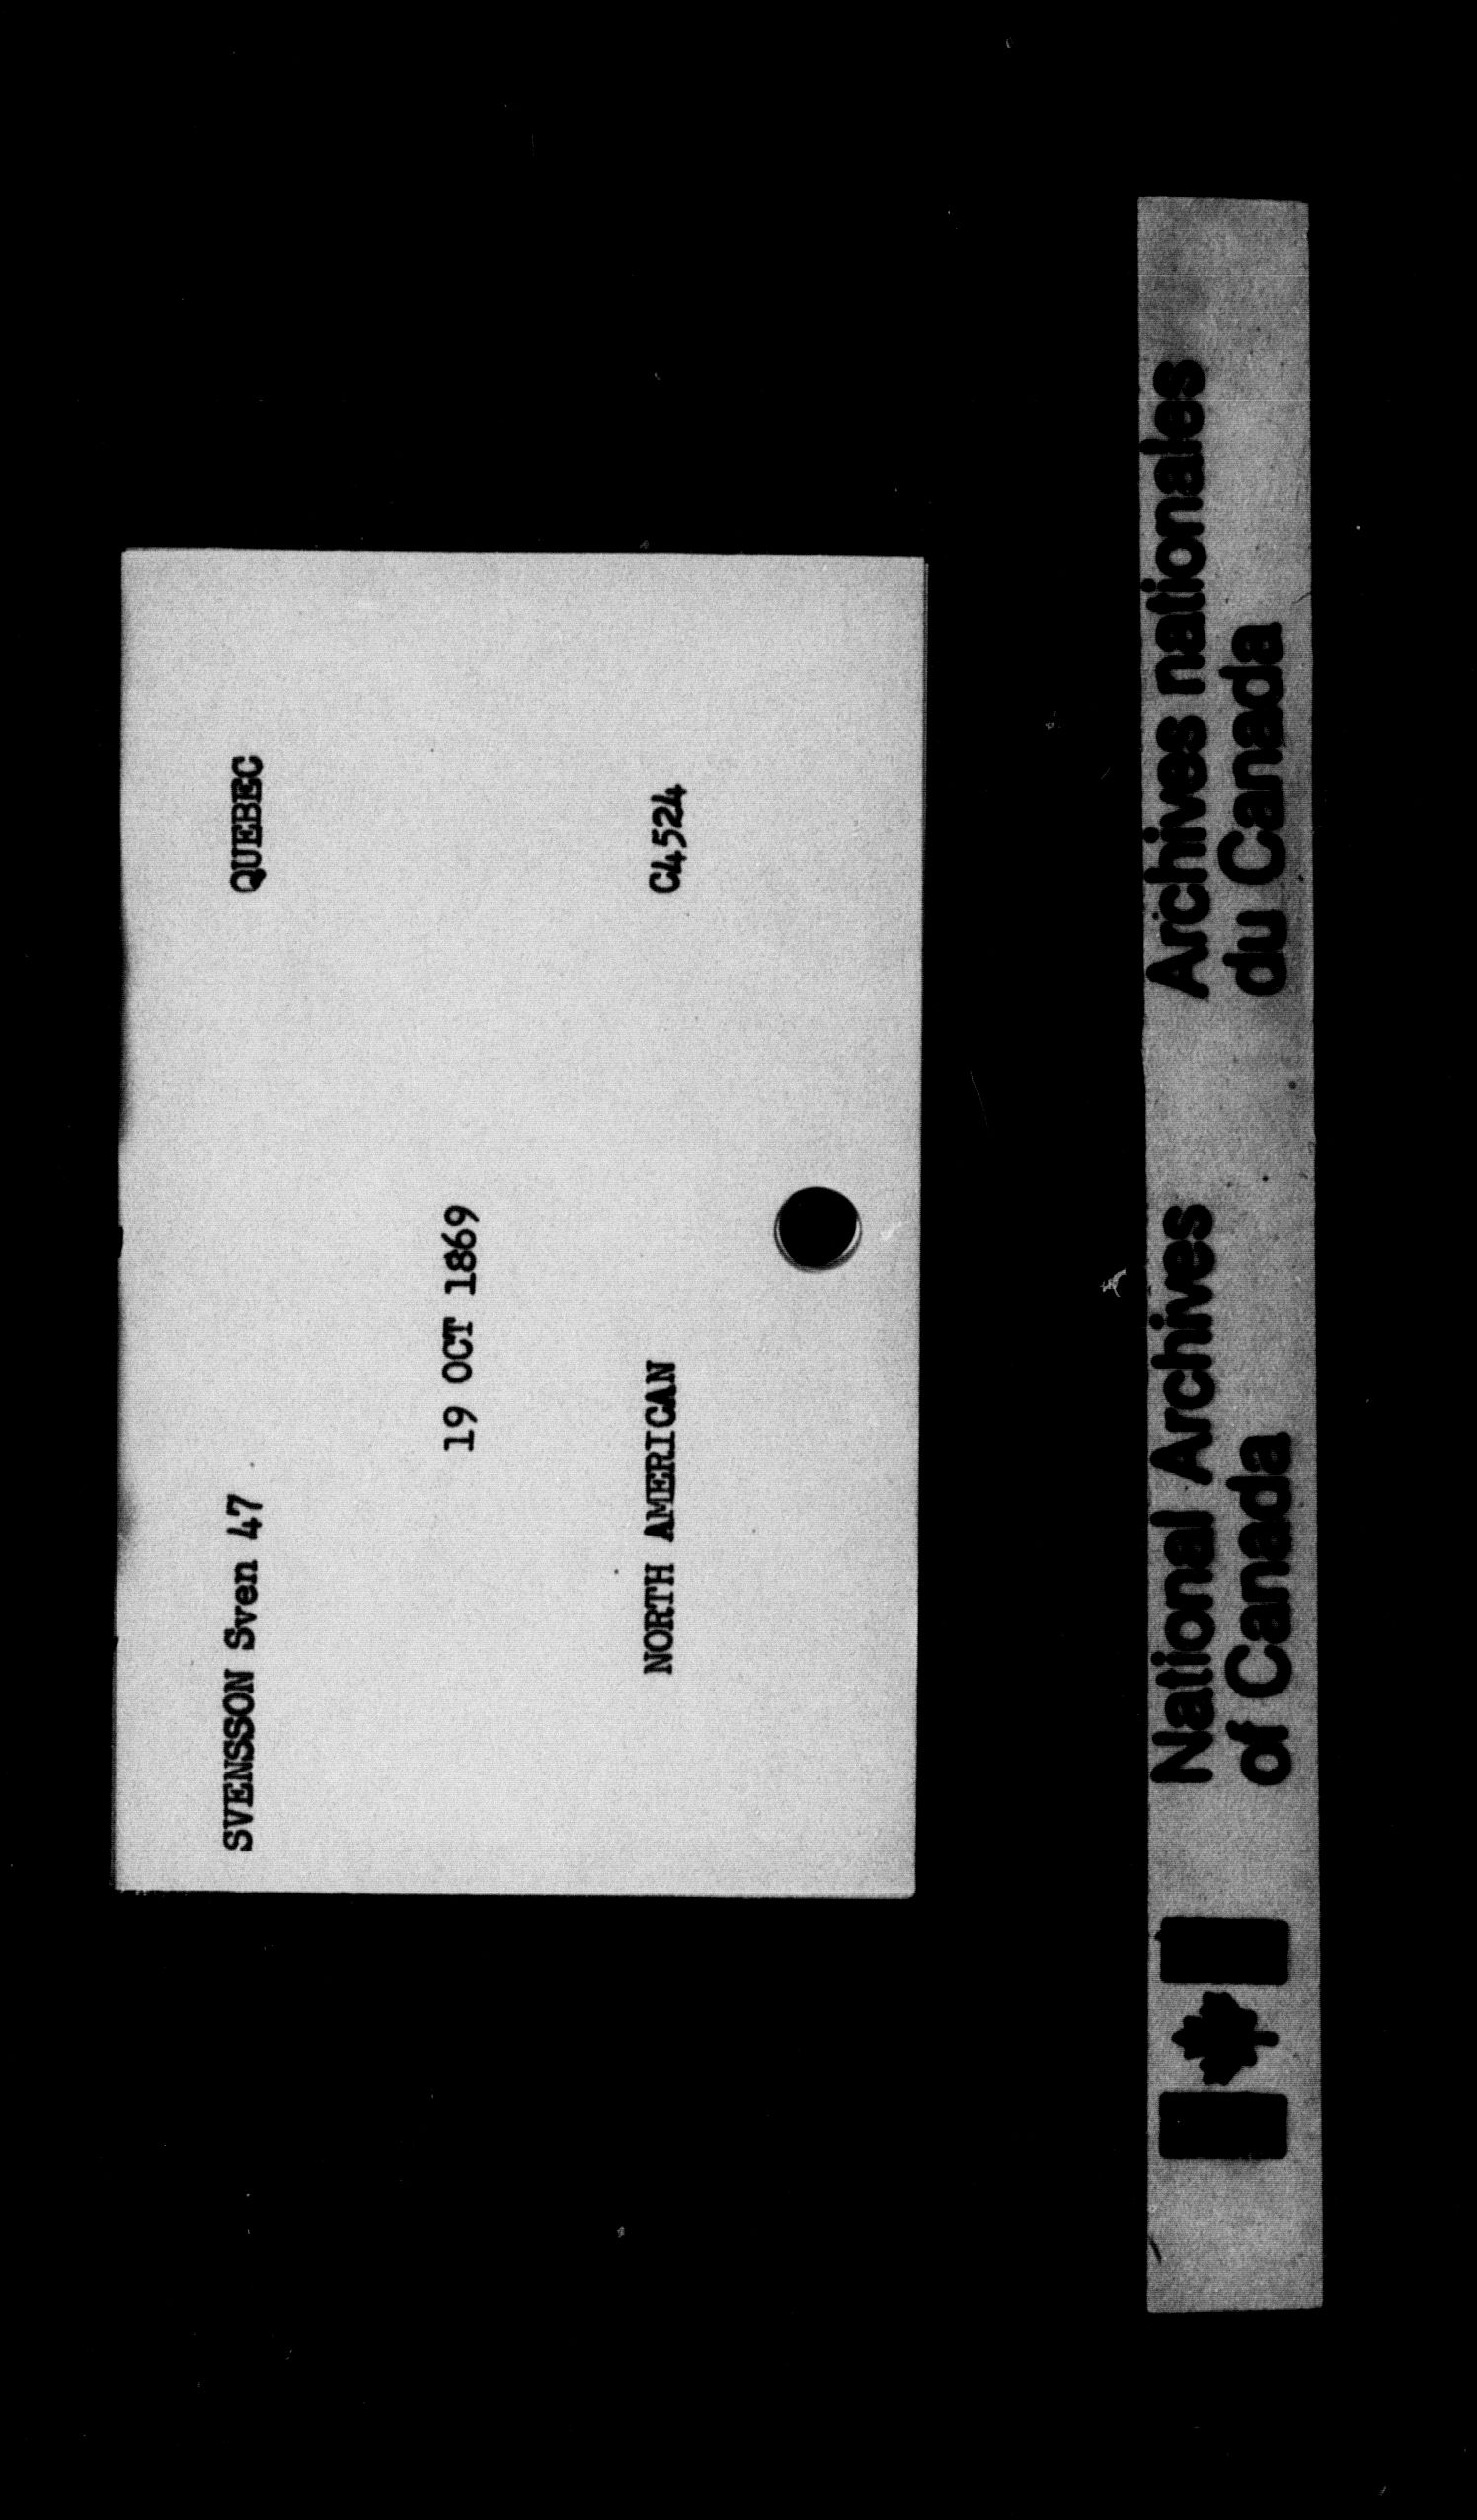 SVENSSON Sven 47 QUEBEC
19 OCT 1869
NORTH AMERICAN C4524
National Archives
of Canada
Archives nationales
du Canada